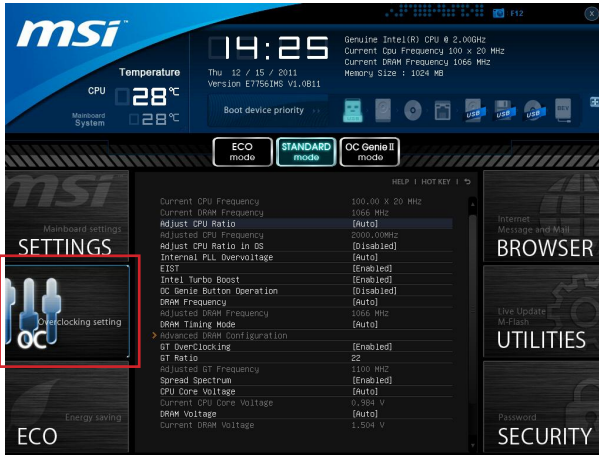 msi
14:25
F12
X
Temperature
CPU 28°C
Mainboard
System 28°C
Thu 12 / 15 / 2011
Version E7756IMS V1.0B11
Genuine Intel(R) CPU @ 2.00GHz
Current Cpu Frequency 100 x 20 MHz
Current DRAM Frequency 1066 MHz
Memory Size : 1024 MB
Boot device priority
USB
USB
USB
DEV
ECO
mode
STANDARD
mode
OC Genie II
mode
HELP | HOT KEY |
msi
Mainboard settings
SETTINGS
Overclocking setting
OC
Energy saving
ECO
Current CPU Frequency 100.00 X 20 MHZ
Current DRAM Frequency 1066 MHZ
Adjust CPU Ratio [Auto]
Adjusted CPU Frequency 2000.00MHz
Adjust CPU Ratio in OS [Disabled]
Internal PLL Overvoltage [Auto]
EIST [Enabled]
Intel Turbo Boost [Enabled]
OC Genie Button Operation [Disabled]
DRAM Frequency [Auto]
Adjusted DRAM Frequency 1066 MHZ
DRAM Timing Mode [Auto]
> Advanced DRAM Configuration
GT OverClocking [Enabled]
GT Ratio 22
Adjusted GT Frequency 1100 MHZ
Spread Spectrum [Enabled]
CPU Core Voltage [Auto]
Current CPU Core Voltage 0.984 V
DRAM Voltage [Auto]
Current DRAM Voltage 1.504 V
Internet
Message and Mail
BROWSER
Live Update
M-Flash
UTILITIES
Password
SECURITY